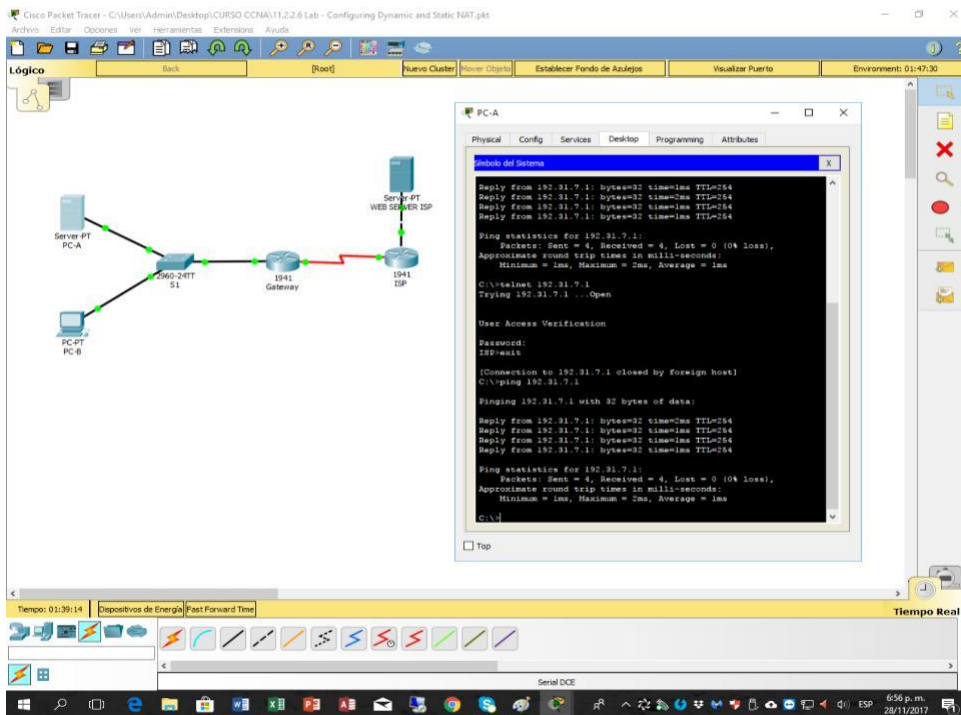 Cisco Packet Tracer - C:\Users\Admin\Desktop\CURSO CCNA\11.2.2.6 Lab - Configuring Dynamic and Static NAT.pkt
Archivo Editar Opciones Ver Herramientas Extensions Ayuda
Lógico Back [Root] Nuevo Cluster Mover Objeto Establecer Fondo de Azulejos Visualizar Puerto Environment: 01:47:30
PC-A
Physical Config Services Desktop Programming Attributes
Símbolo del Sistema X
Reply from 192.31.7.1: bytes=32 time=1ms TTL=254
Reply from 192.31.7.1: bytes=32 time=2ms TTL=254
Reply from 192.31.7.1: bytes=32 time=1ms TTL=254
Reply from 192.31.7.1: bytes=32 time=1ms TTL=254
Ping statistics for 192.31.7.1:
Packets: Sent = 4, Received = 4, Lost = 0 (0% loss),
Approximate round trip times in milli-seconds:
Minimum = 1ms, Maximum = 2ms, Average = 1ms
C:\>telnet 192.31.7.1
Trying 192.31.7.1 ...Open
User Access Verification
Password:
ISP>exit
[Connection to 192.31.7.1 closed by foreign host]
C:\>ping 192.31.7.1
Pinging 192.31.7.1 with 32 bytes of data:
Reply from 192.31.7.1: bytes=32 time=2ms TTL=254
Reply from 192.31.7.1: bytes=32 time=1ms TTL=254
Reply from 192.31.7.1: bytes=32 time=1ms TTL=254
Reply from 192.31.7.1: bytes=32 time=1ms TTL=254
Ping statistics for 192.31.7.1:
Packets: Sent = 4, Received = 4, Lost = 0 (0% loss),
Approximate round trip times in milli-seconds:
Minimum = 1ms, Maximum = 2ms, Average = 1ms
C:\>
Top
Server-PT
WEB SERVER ISP
Server-PT
PC-A
2960-24TT
S1
1941
Gateway
1941
ISP
PC-PT
PC-B
Tiempo: 01:39:14 Dispositivos de Energía Fast Forward Time Tiempo Real
Serial DCE
ESP
6:56 p. m.
28/11/2017